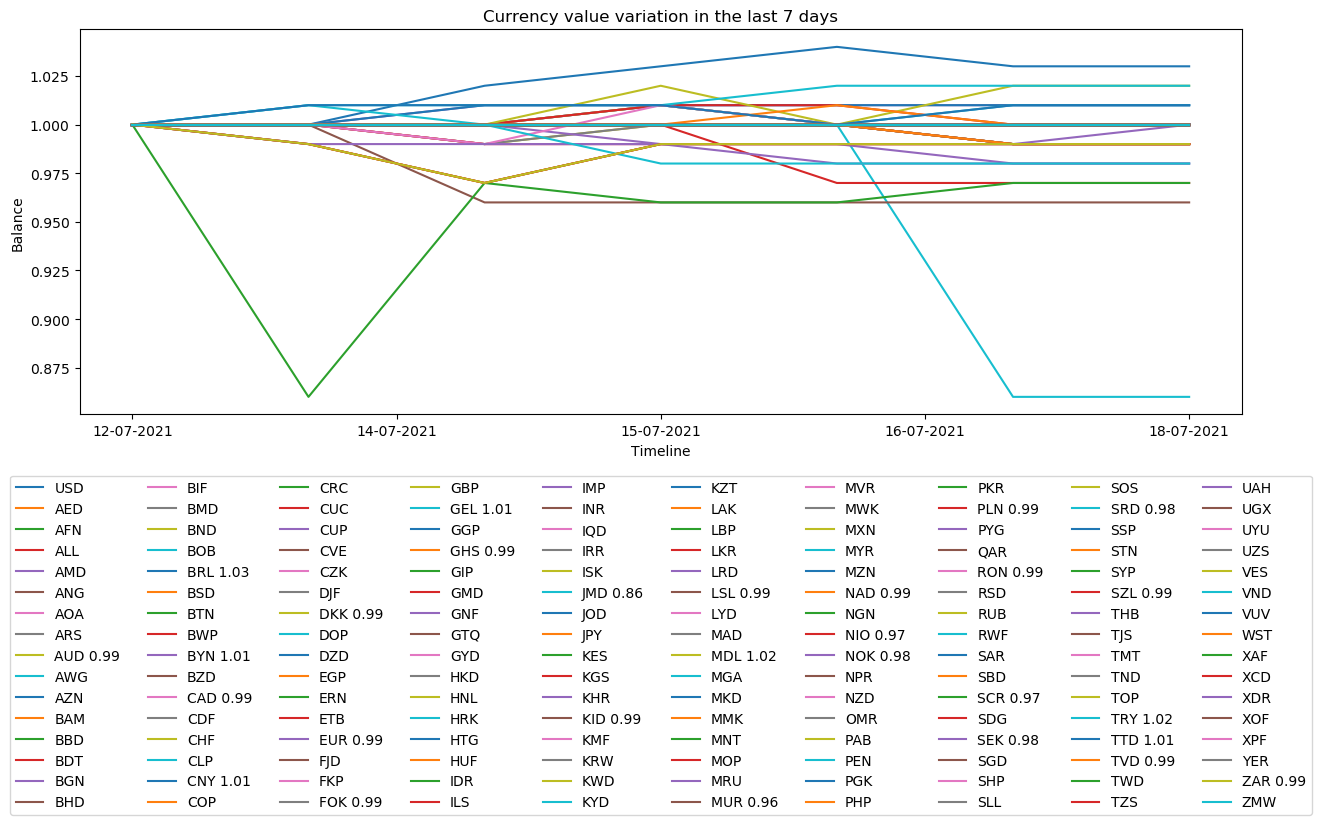 Currency value variation in the last 7 days
Balance
1.025
1.000
0.975
0.950
0.925
0.900
0.875
12-07-2021
14-07-2021
15-07-2021
16-07-2021
18-07-2021
Timeline
USD
AED
AFN
ALL
AMD
ANG
AOA
ARS
AUD 0.99
AWG
AZN
BAM
BBD
BDT
BGN
BHD
BIF
BMD
BND
BOB
BRL 1.03
BSD
BTN
BWP
BYN 1.01
BZD
CAD 0.99
CDF
CHF
CLP
CNY 1.01
COP
CRC
CUC
CUP
CVE
CZK
DJF
DKK 0.99
DOP
DZD
EGP
ERN
ETB
EUR 0.99
FJD
FKP
FOK 0.99
GBP
GEL 1.01
GGP
GHS 0.99
GIP
GMD
GNF
GTQ
GYD
HKD
HNL
HRK
HTG
HUF
IDR
ILS
IMP
INR
IQD
IRR
ISK
JMD 0.86
JOD
JPY
KES
KGS
KHR
KID 0.99
KMF
KRW
KWD
KYD
KZT
LAK
LBP
LKR
LRD
LSL 0.99
LYD
MAD
MDL 1.02
MGA
MKD
MMK
MNT
MOP
MRU
MUR 0.96
MVR
MWK
MXN
MYR
MZN
NAD 0.99
NGN
NIO 0.97
NOK 0.98
NPR
NZD
OMR
PAB
PEN
PGK
PHP
PKR
PLN 0.99
PYG
QAR
RON 0.99
RSD
RUB
RWF
SAR
SBD
SCR 0.97
SDG
SEK 0.98
SGD
SHP
SLL
SOS
SRD 0.98
SSP
STN
SYP
SZL 0.99
THB
TJS
TMT
TND
TOP
TRY 1.02
TTD 1.01
TVD 0.99
TWD
TZS
UAH
UGX
UYU
UZS
VES
VND
VUV
WST
XAF
XCD
XDR
XOF
XPF
YER
ZAR 0.99
ZMW